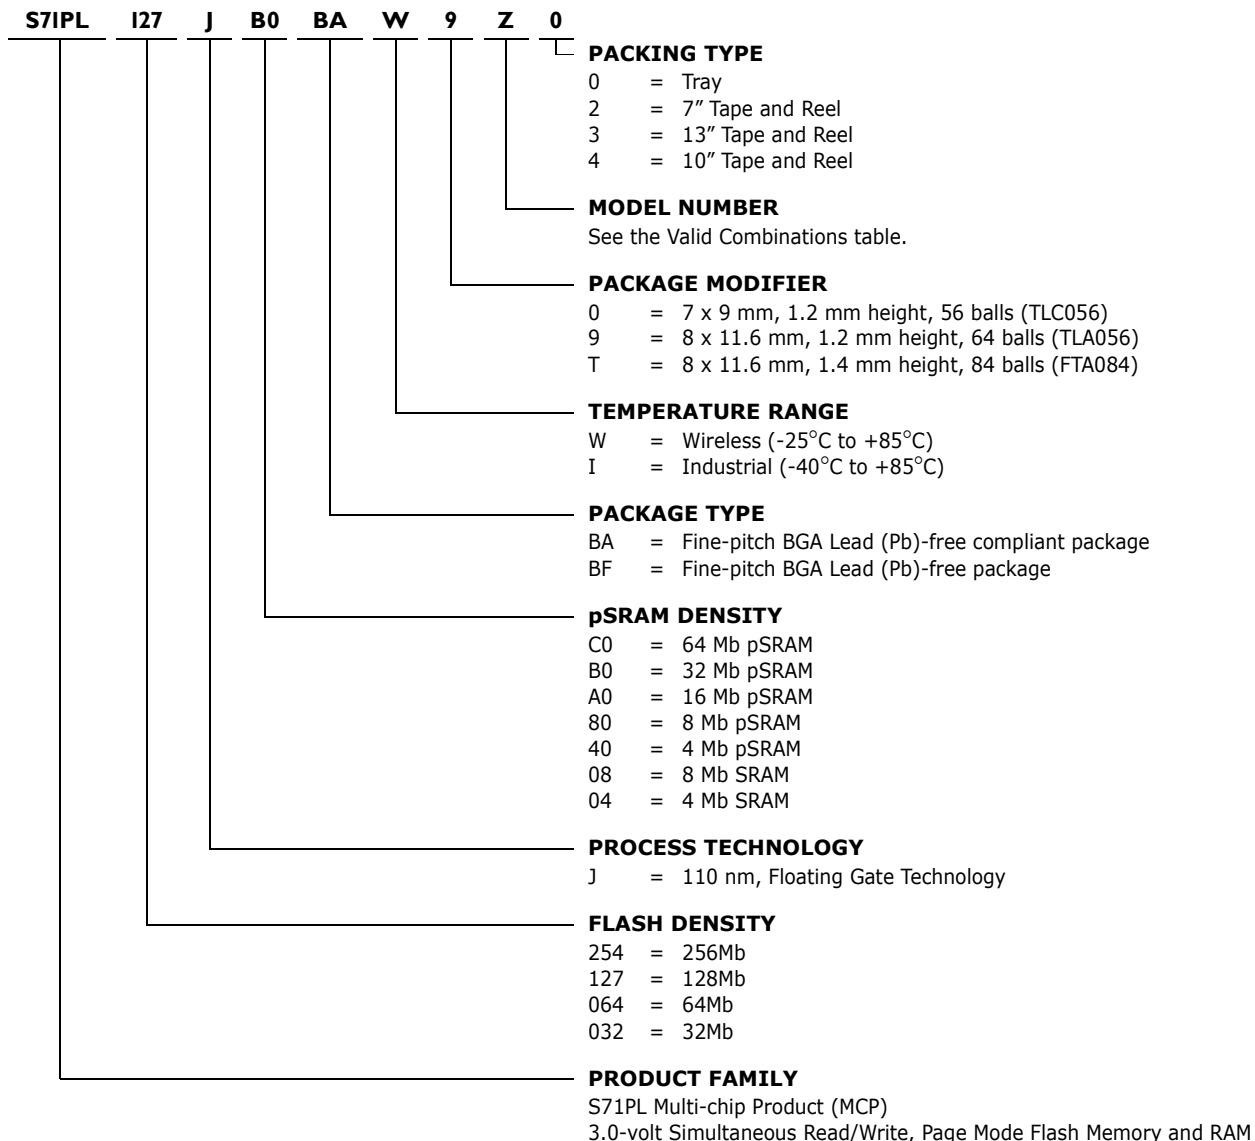 S71PL 127 J B0 BA W 9 Z 0
PACKING TYPE
0 = Tray
2 = 7″ Tape and Reel
3 = 13″ Tape and Reel
4 = 10″ Tape and Reel
MODEL NUMBER
See the Valid Combinations table.
PACKAGE MODIFIER
0 = 7 x 9 mm, 1.2 mm height, 56 balls (TLC056)
9 = 8 x 11.6 mm, 1.2 mm height, 64 balls (TLA056)
T = 8 x 11.6 mm, 1.4 mm height, 84 balls (FTA084)
TEMPERATURE RANGE
W = Wireless (-25°C to +85°C)
I = Industrial (-40°C to +85°C)
PACKAGE TYPE
BA = Fine-pitch BGA Lead (Pb)-free compliant package
BF = Fine-pitch BGA Lead (Pb)-free package
pSRAM DENSITY
C0 = 64 Mb pSRAM
B0 = 32 Mb pSRAM
A0 = 16 Mb pSRAM
80 = 8 Mb pSRAM
40 = 4 Mb pSRAM
08 = 8 Mb SRAM
04 = 4 Mb SRAM
PROCESS TECHNOLOGY
J = 110 nm, Floating Gate Technology
FLASH DENSITY
254 = 256Mb
127 = 128Mb
064 = 64Mb
032 = 32Mb
PRODUCT FAMILY
S71PL Multi-chip Product (MCP)
3.0-volt Simultaneous Read/Write, Page Mode Flash Memory and RAM